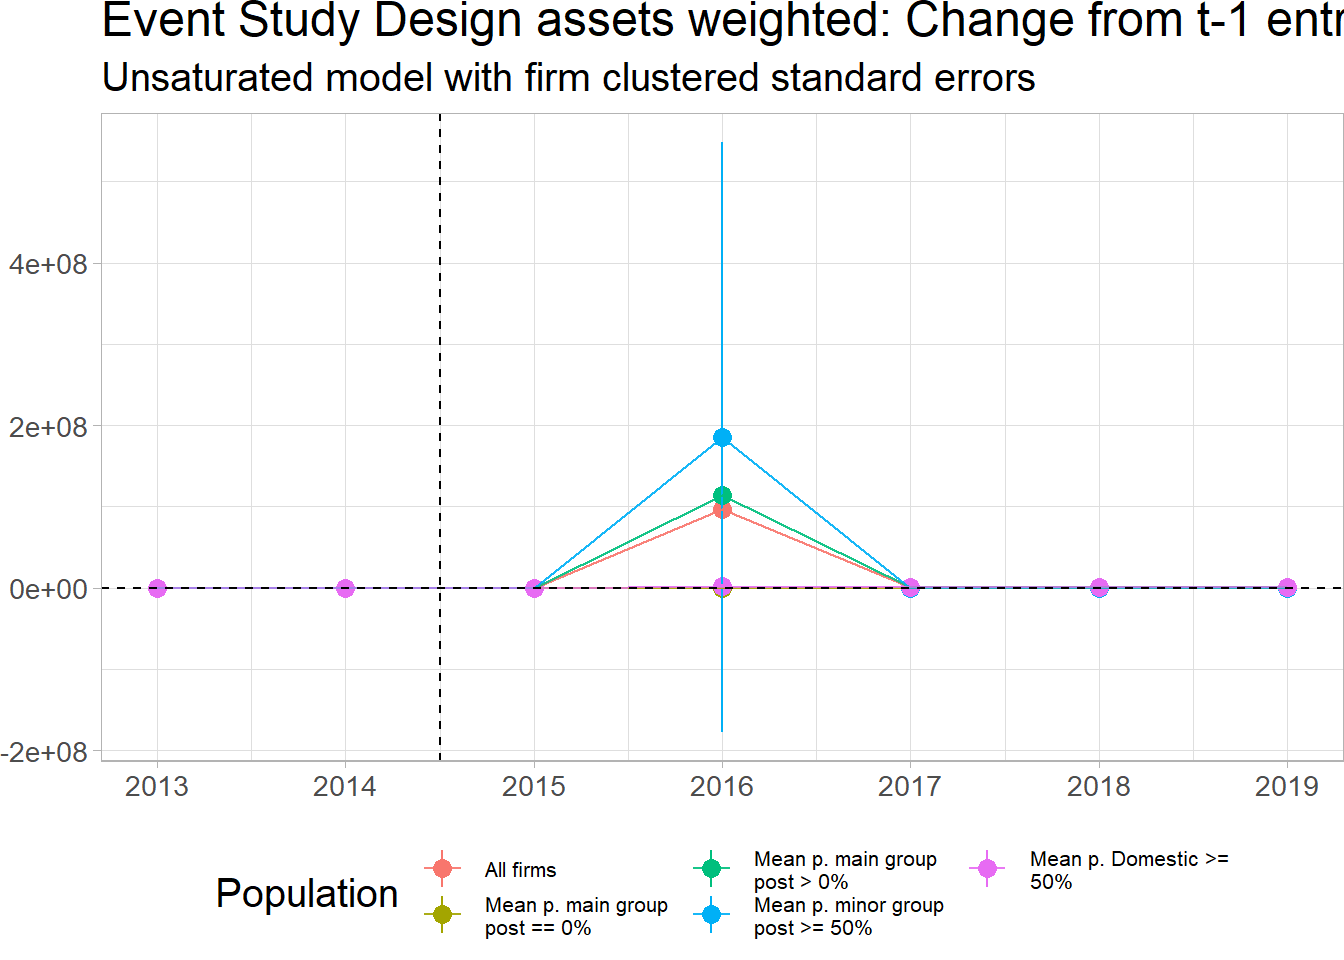 Event Study Design assets weighted: Change from t-1 entr
Unsaturated model with firm clustered standard errors
4e+08
2e+08
0e+00
-2e+08
2013 2014 2015 2016 2017 2018 2019
Population
All firms
Mean p. main group
post == 0%
Mean p. main group
post > 0%
Mean p. minor group
post >= 50%
Mean p. Domestic >=
50%